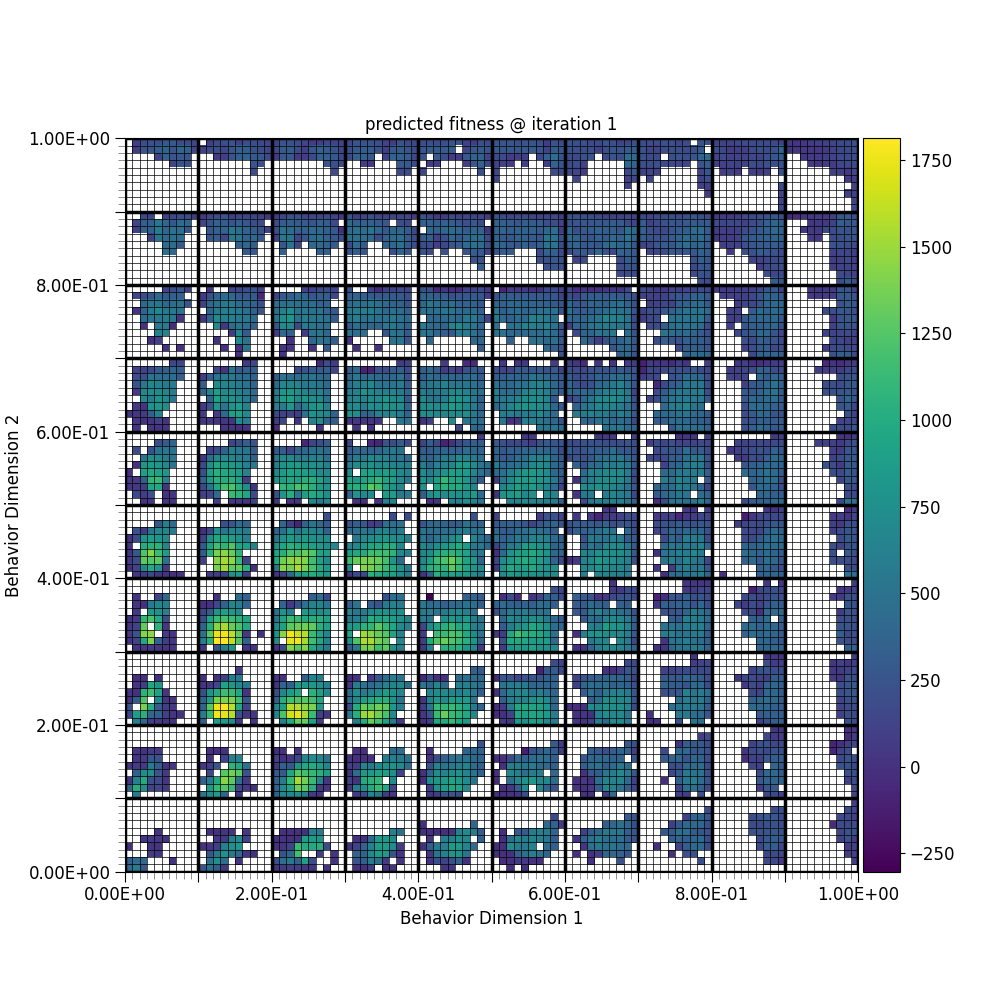 predicted fitness @ iteration 1
1.00E+00
8.00E-01
6.00E-01
4.00E-01
2.00E-01
0.00E+00
Behavior Dimension 2
0.00E+00 2.00E-01 4.00E-01 6.00E-01 8.00E-01 1.00E+00
Behavior Dimension 1
1750
1500
1250
1000
750
500
250
0
−250